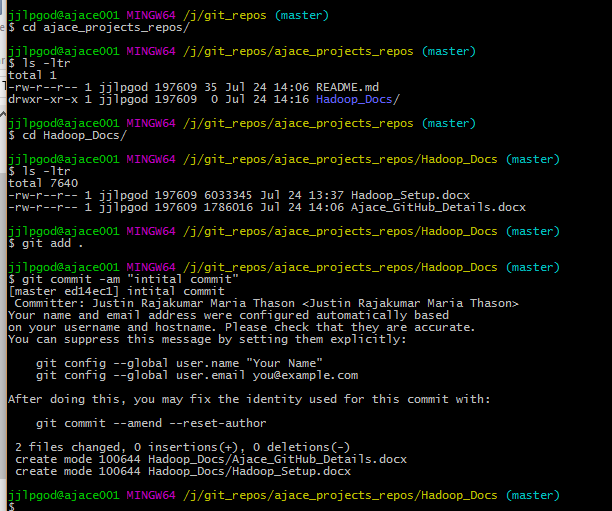 jjlpgod@ajace001 MINGW64 /j/git_repos (master)
$ cd ajace_projects_repos/
jjlpgod@ajace001 MINGW64 /j/git_repos/ajace_projects_repos (master)
$ ls -ltr
total 1
-rw-r--r-- 1 jjlpgod 197609 35 Jul 24 14:06 README.md
drwxr-xr-x 1 jjlpgod 197609  0 Jul 24 14:16 Hadoop_Docs/
jjlpgod@ajace001 MINGW64 /j/git_repos/ajace_projects_repos (master)
$ cd Hadoop_Docs/
jjlpgod@ajace001 MINGW64 /j/git_repos/ajace_projects_repos/Hadoop_Docs (master)
$ ls -ltr
total 7640
-rw-r--r-- 1 jjlpgod 197609 6033345 Jul 24 13:37 Hadoop_Setup.docx
-rw-r--r-- 1 jjlpgod 197609 1786016 Jul 24 14:06 Ajace_GitHub_Details.docx
jjlpgod@ajace001 MINGW64 /j/git_repos/ajace_projects_repos/Hadoop_Docs (master)
$ git add .
jjlpgod@ajace001 MINGW64 /j/git_repos/ajace_projects_repos/Hadoop_Docs (master)
$ git commit -am "intital commit"
[master ed14ec1] intital commit
 Committer: Justin Rajakumar Maria Thason <Justin Rajakumar Maria Thason>
Your name and email address were configured automatically based
on your username and hostname. Please check that they are accurate.
You can suppress this message by setting them explicitly:
    git config --global user.name "Your Name"
    git config --global user.email you@example.com
After doing this, you may fix the identity used for this commit with:
    git commit --amend --reset-author
 2 files changed, 0 insertions(+), 0 deletions(-)
 create mode 100644 Hadoop_Docs/Ajace_GitHub_Details.docx
 create mode 100644 Hadoop_Docs/Hadoop_Setup.docx
jjlpgod@ajace001 MINGW64 /j/git_repos/ajace_projects_repos/Hadoop_Docs (master)
$